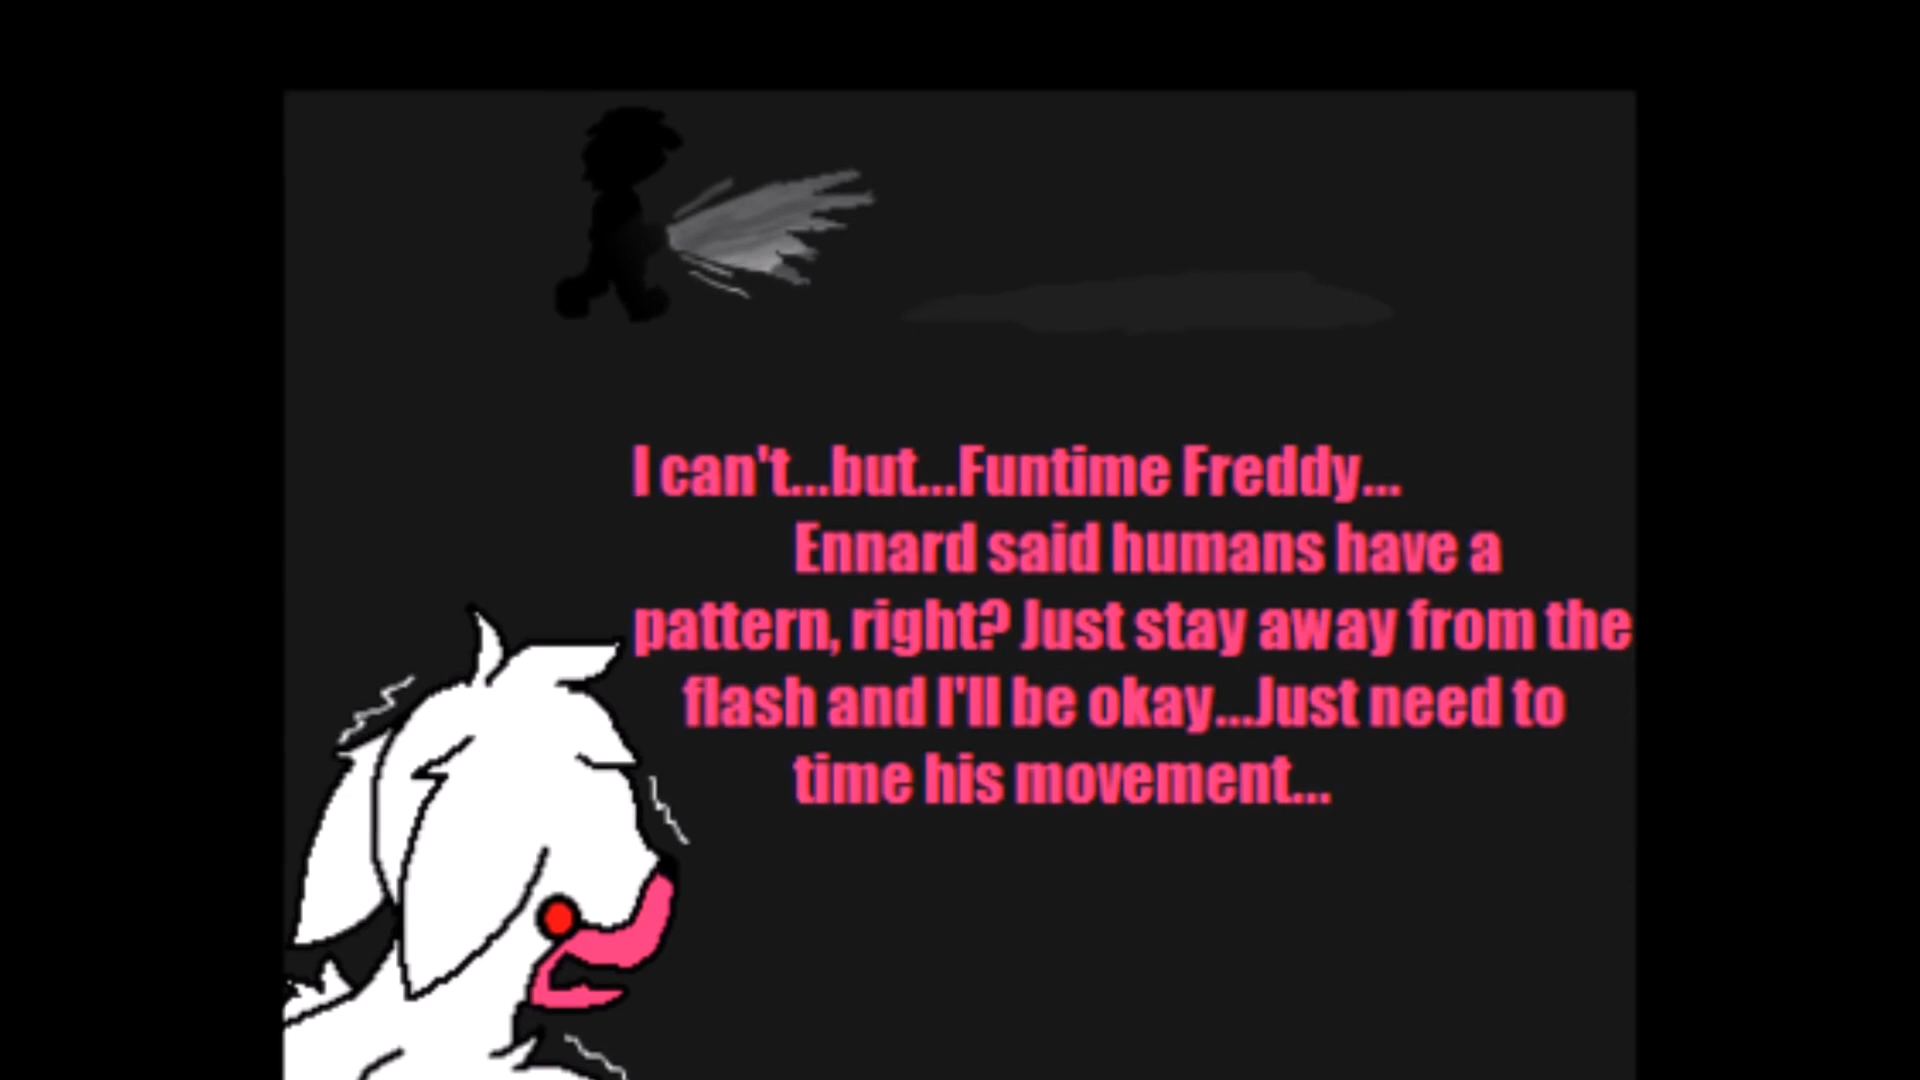 I can't...but...Funtime Freddy...
Ennard said humans have a
pattern, right? Just stay away from the
flash and I'll be okay...Just need to
time his movement...